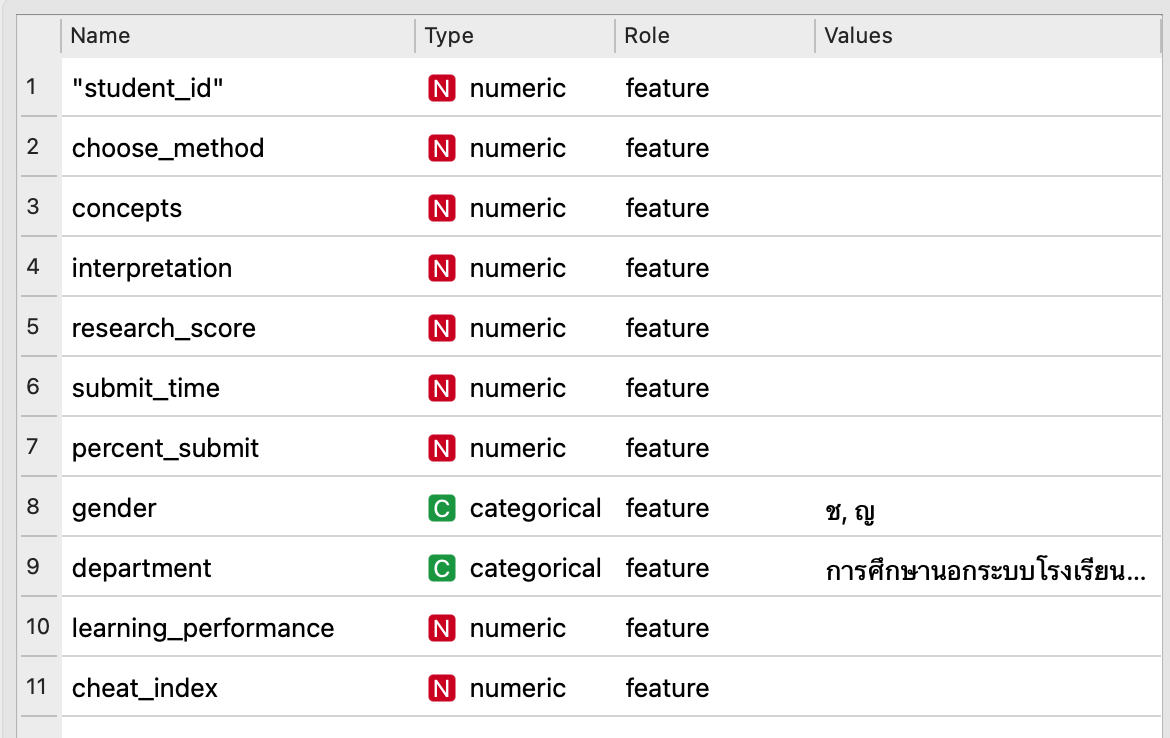 Name Type Role Values
1 "student_id" N numeric feature
2 choose_method N numeric feature
3 concepts N numeric feature
4 interpretation N numeric feature
5 research_score N numeric feature
6 submit_time N numeric feature
7 percent_submit N numeric feature
8 gender C categorical feature ช, ญ
9 department C categorical feature การศึกษานอกระบบโรงเรียน...
10 learning_performance N numeric feature
11 cheat_index N numeric feature